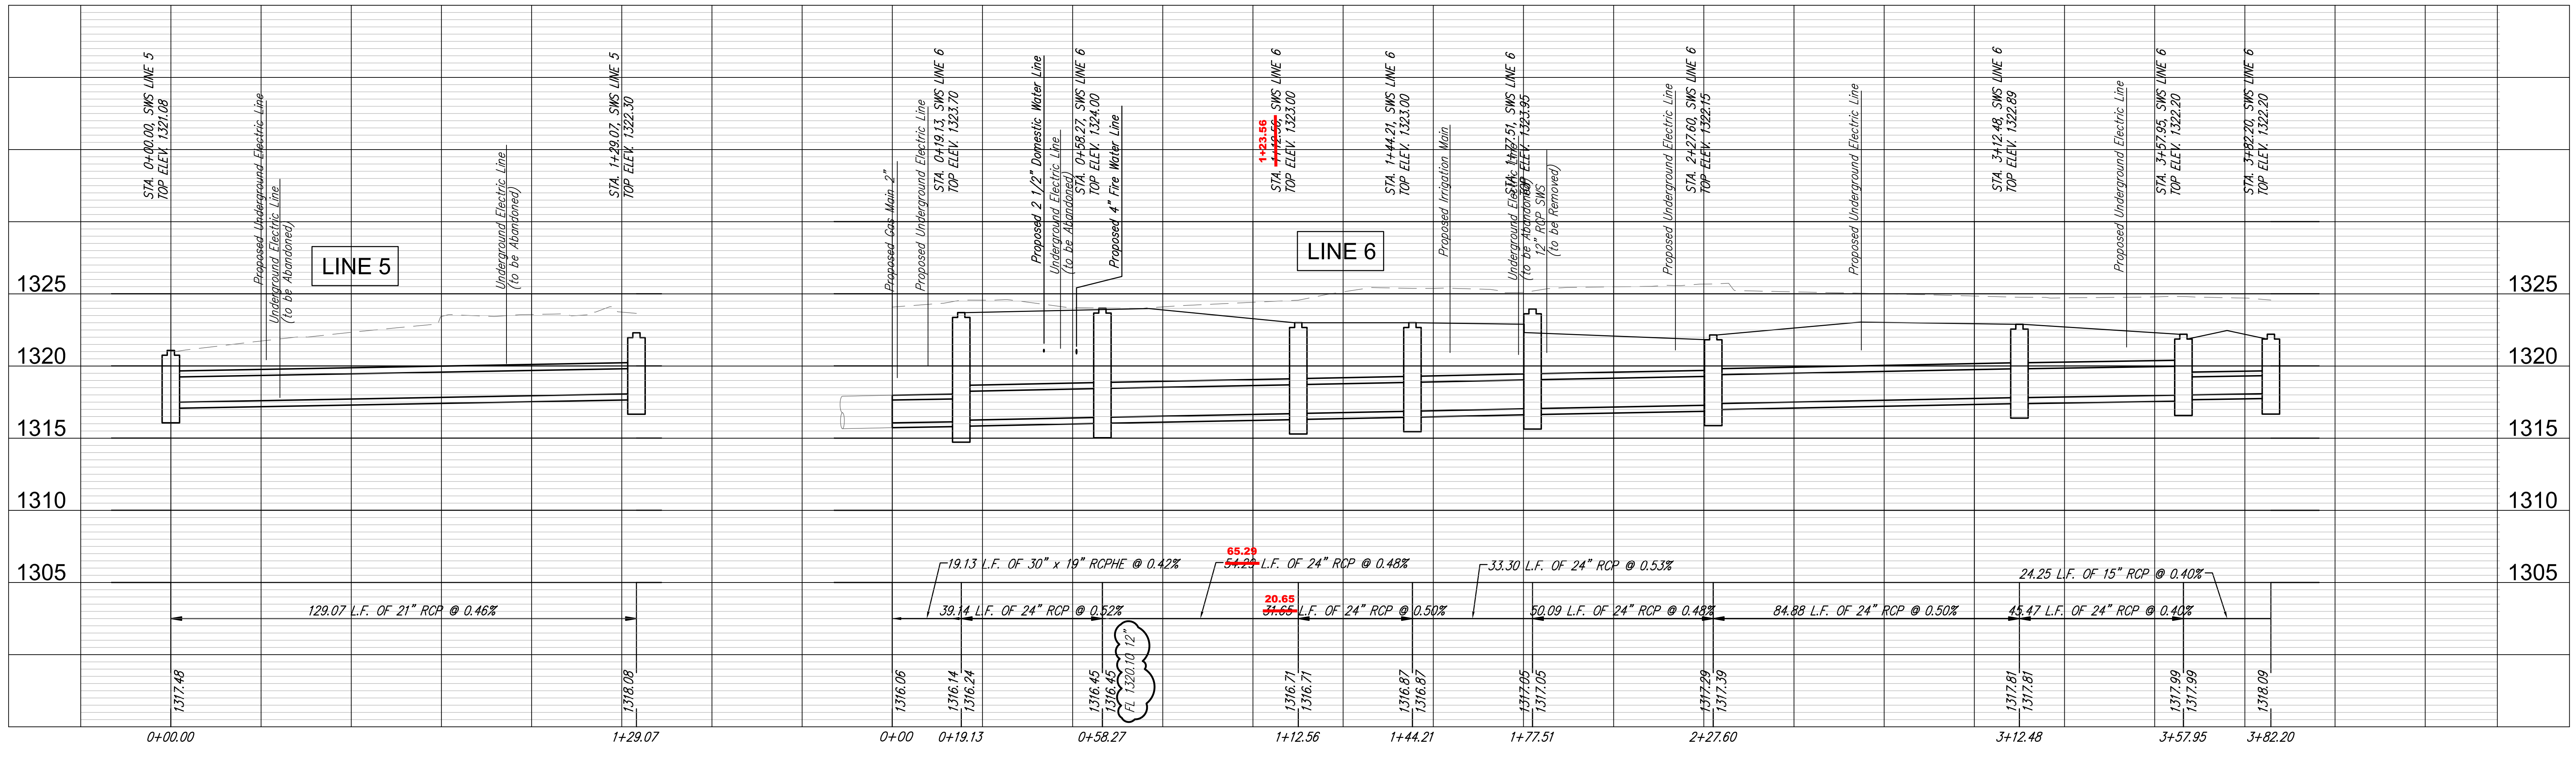 STA. 0+00.00, SWS LINE 5
TOP ELEV. 1321.08
Proposed Underground Electric Line
Underground Electric Line
(to be Abandoned)
Underground Electric Line
(to be Abandoned)
STA. 1+29.07, SWS LINE 5
TOP ELEV. 1322.30
LINE 5
Proposed Gas Main 2"
Proposed Underground Electric Line
STA. 0+19.13, SWS LINE 6
TOP ELEV. 1323.70
Proposed 2 1/2" Domestic Water Line
Underground Electric Line
(to be Abandoned)
STA. 0+58.27, SWS LINE 6
TOP ELEV. 1324.00
Proposed 4" Fire Water Line
1+23.56
STA. 1+12.56, SWS LINE 6
TOP ELEV. 1323.00
LINE 6
STA. 1+44.21, SWS LINE 6
TOP ELEV. 1323.00
Proposed Irrigation Main
STA. 1+77.51, SWS LINE 6
TOP ELEV. 1323.95
Underground Electric Line
(to be Abandoned)
12" RCP SWS
(to be Removed)
Proposed Underground Electric Line
STA. 2+27.60, SWS LINE 6
TOP ELEV. 1322.15
Proposed Underground Electric Line
STA. 3+12.48, SWS LINE 6
TOP ELEV. 1322.89
Proposed Underground Electric Line
STA. 3+57.95, SWS LINE 6
TOP ELEV. 1322.20
STA. 3+82.20, SWS LINE 6
TOP ELEV. 1322.20
1325 1325
1320 1320
1315 1315
1310 1310
1305 1305
65.29
19.13 L.F. OF 30" x 19" RCPHE @ 0.42%
54.29 L.F. OF 24" RCP @ 0.48%
33.30 L.F. OF 24" RCP @ 0.53%
24.25 L.F. OF 15" RCP @ 0.40%
20.65
129.07 L.F. OF 21" RCP @ 0.46%
39.14 L.F. OF 24" RCP @ 0.52%
31.65 L.F. OF 24" RCP @ 0.50%
50.09 L.F. OF 24" RCP @ 0.48%
84.88 L.F. OF 24" RCP @ 0.50%
45.47 L.F. OF 24" RCP @ 0.40%
1317.48
1318.08
1316.06
1316.14
1316.24
1316.45
1316.45
FL 1320.10 12"
1316.71
1316.71
1316.87
1316.87
1317.05
1317.05
1317.29
1317.39
1317.81
1317.81
1317.99
1317.99
1318.09
0+00.00 1+29.07 0+00 0+19.13 0+58.27 1+12.56 1+44.21 1+77.51 2+27.60 3+12.48 3+57.95 3+82.20